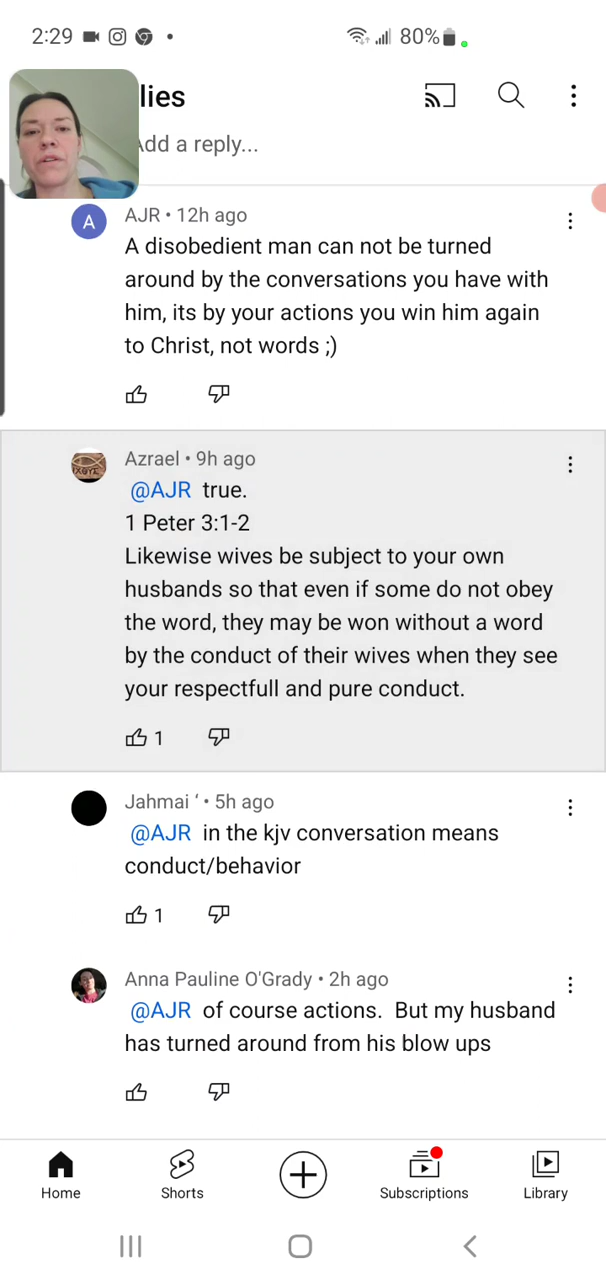 2:29 80%
lies
Add a reply...
A
AJR • 12h ago
A disobedient man can not be turned
around by the conversations you have with
him, its by your actions you win him again
to Christ, not words ;)
Azrael • 9h ago
@AJR true.
1 Peter 3:1-2
Likewise wives be subject to your own
husbands so that even if some do not obey
the word, they may be won without a word
by the conduct of their wives when they see
your respectfull and pure conduct.
1
Jahmai ‘ • 5h ago
@AJR in the kjv conversation means
conduct/behavior
1
Anna Pauline O'Grady • 2h ago
@AJR of course actions. But my husband
has turned around from his blow ups
Home Shorts Subscriptions Library